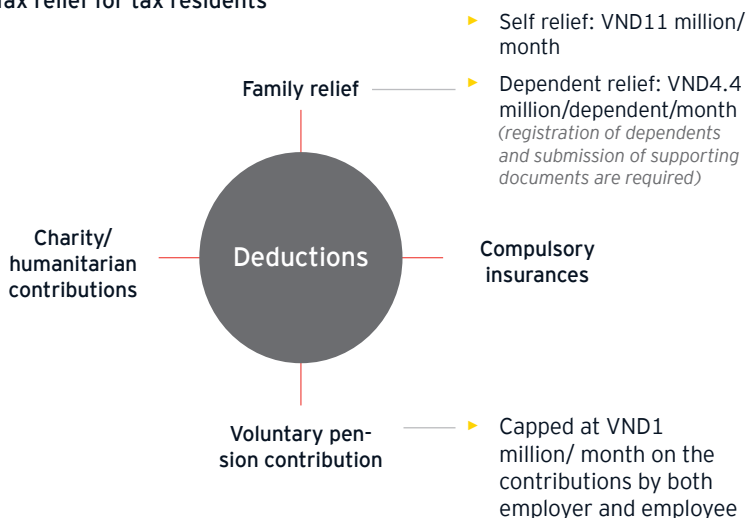 Tax relief for tax residents
► Self relief: VND11 million/
month
Family relief
► Dependent relief: VND4.4
million/dependent/month
(registration of dependents
and submission of supporting
documents are required)
Charity/
humanitarian
contributions
Deductions
Compulsory
insurances
Voluntary pen-
sion contribution
► Capped at VND1
million/ month on the
contributions by both
employer and employee